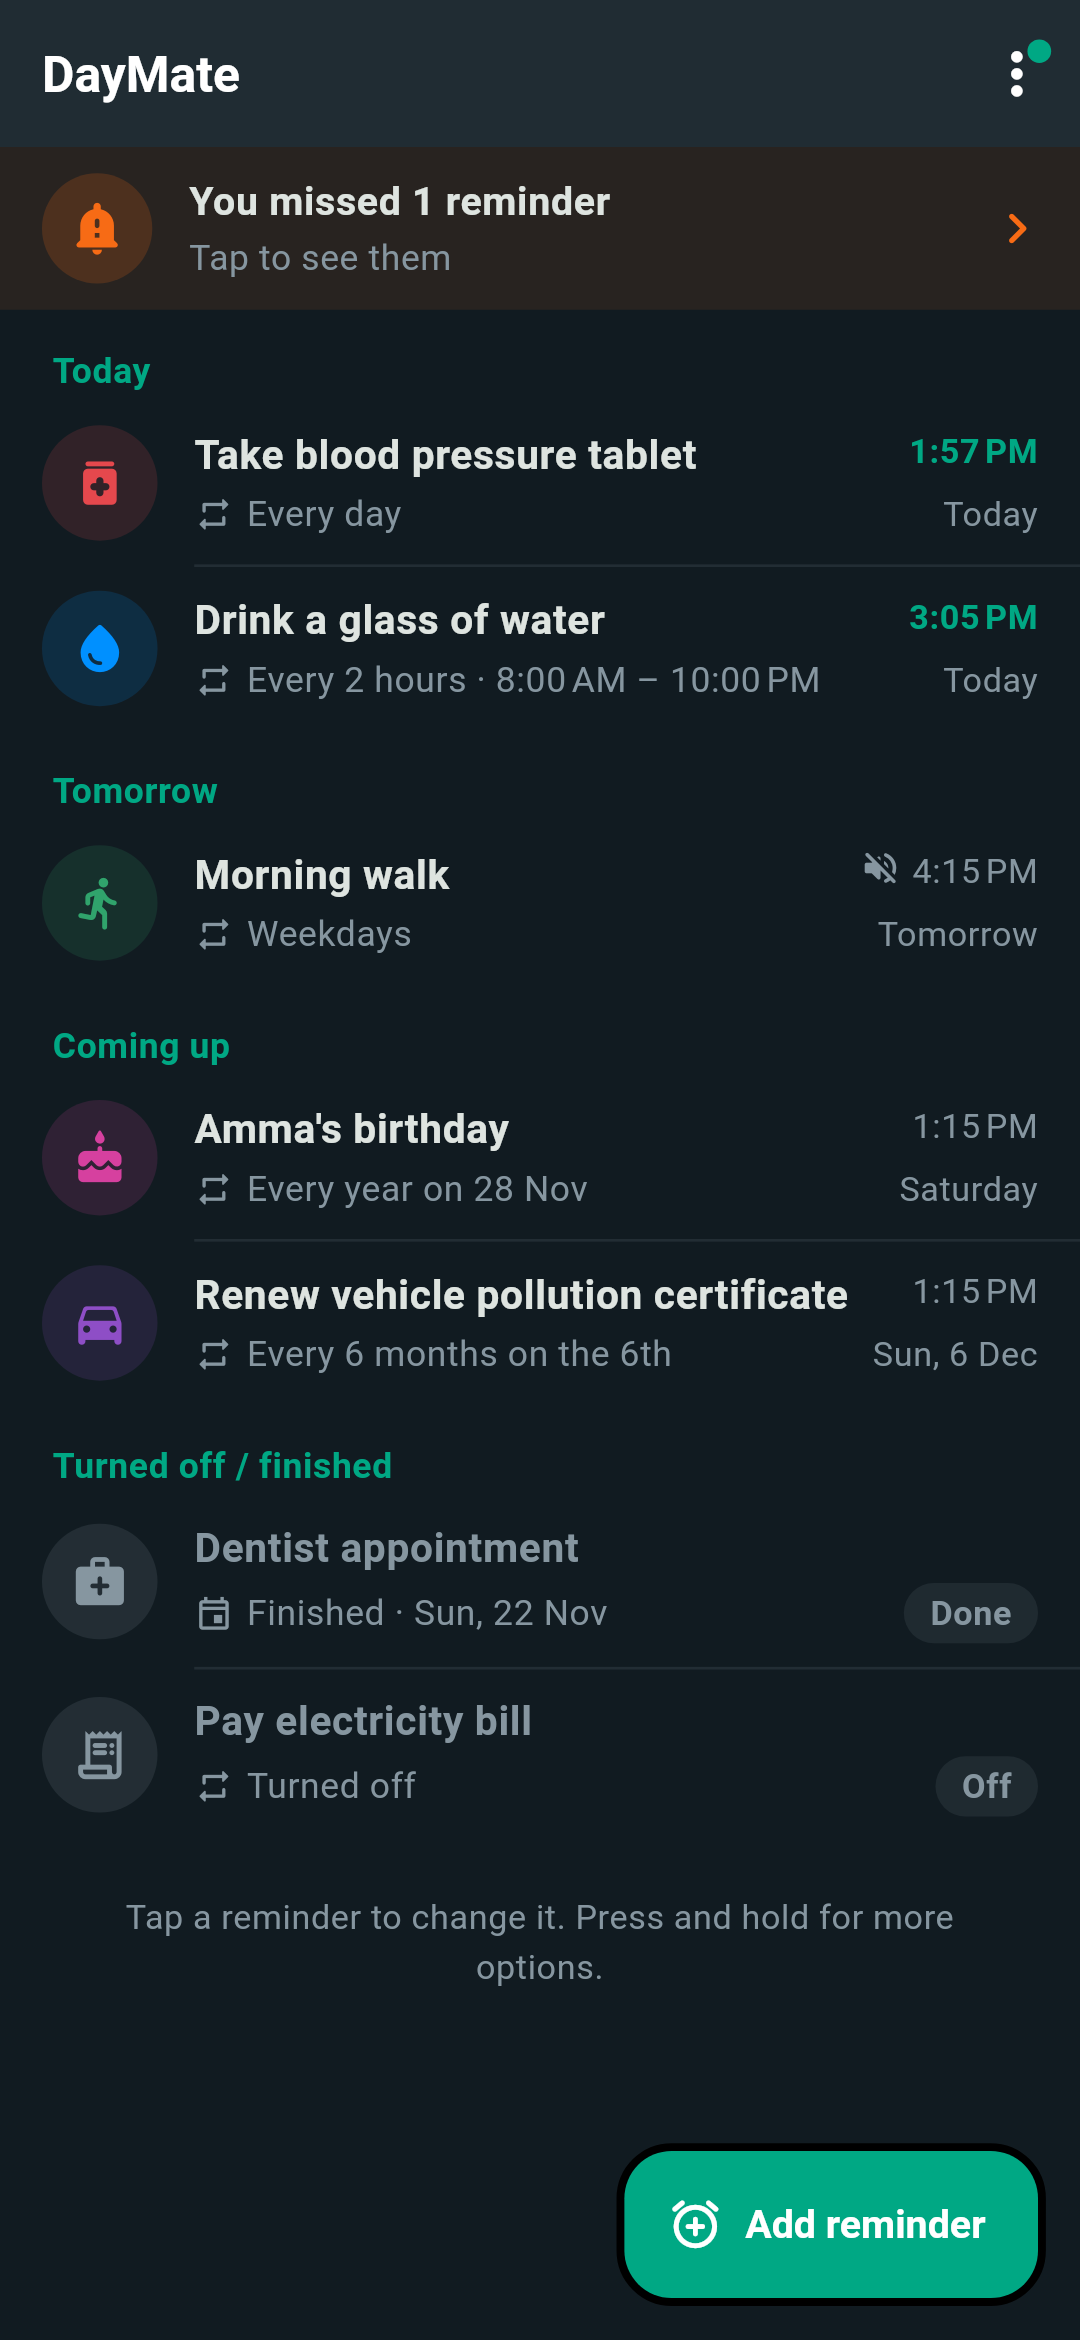 DayMate
You missed 1 reminder
Tap to see them
Today
Take blood pressure tablet 1:57 PM
Every day Today
Drink a glass of water 3:05 PM
Every 2 hours · 8:00 AM – 10:00 PM Today
Tomorrow
Morning walk 4:15 PM
Weekdays Tomorrow
Coming up
Amma's birthday 1:15 PM
Every year on 28 Nov Saturday
Renew vehicle pollution certificate 1:15 PM
Every 6 months on the 6th Sun, 6 Dec
Turned off / finished
Dentist appointment
Finished · Sun, 22 Nov Done
Pay electricity bill
Turned off Off
Tap a reminder to change it. Press and hold for more
options.
Add reminder